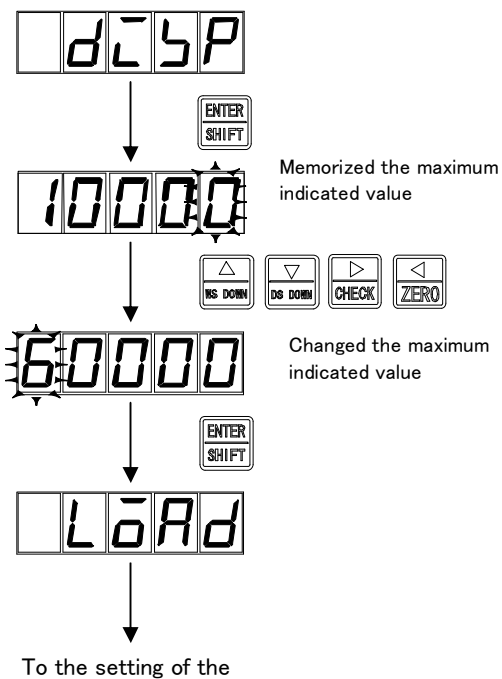 dISP
ENTER
SHIFT
10000
Memorized the maximum
indicated value
WS DOWN
DS DOWN
CHECK
ZERO
60000
Changed the maximum
indicated value
ENTER
SHIFT
LoAd
To the setting of the